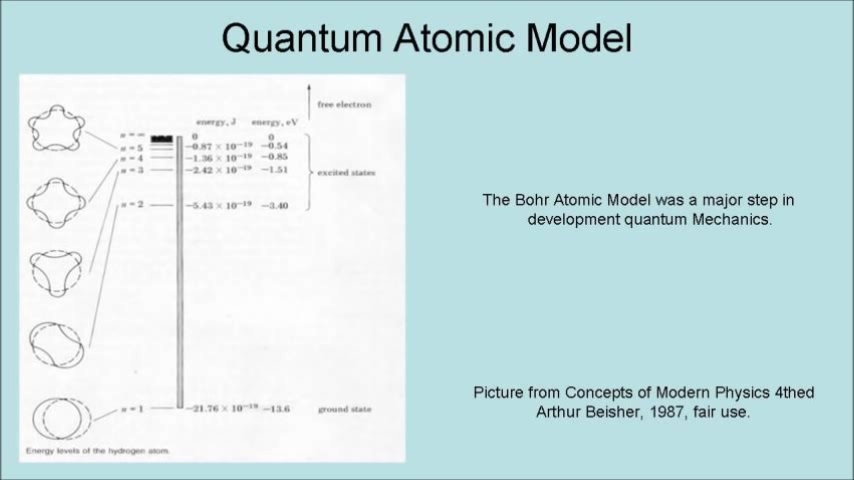 Quantum Atomic Model
free electron
energy, J energy, eV
n = ∞ 0 0
n = 5 −0.87 × 10⁻¹⁹ −0.54
n = 4 −1.36 × 10⁻¹⁹ −0.85
n = 3 −2.42 × 10⁻¹⁹ −1.51
excited states
n = 2 −5.43 × 10⁻¹⁹ −3.40
n = 1 −21.76 × 10⁻¹⁹ −13.6 ground state
Energy levels of the hydrogen atom.
The Bohr Atomic Model was a major step in
development quantum Mechanics.
Picture from Concepts of Modern Physics 4thed
Arthur Beisher, 1987, fair use.